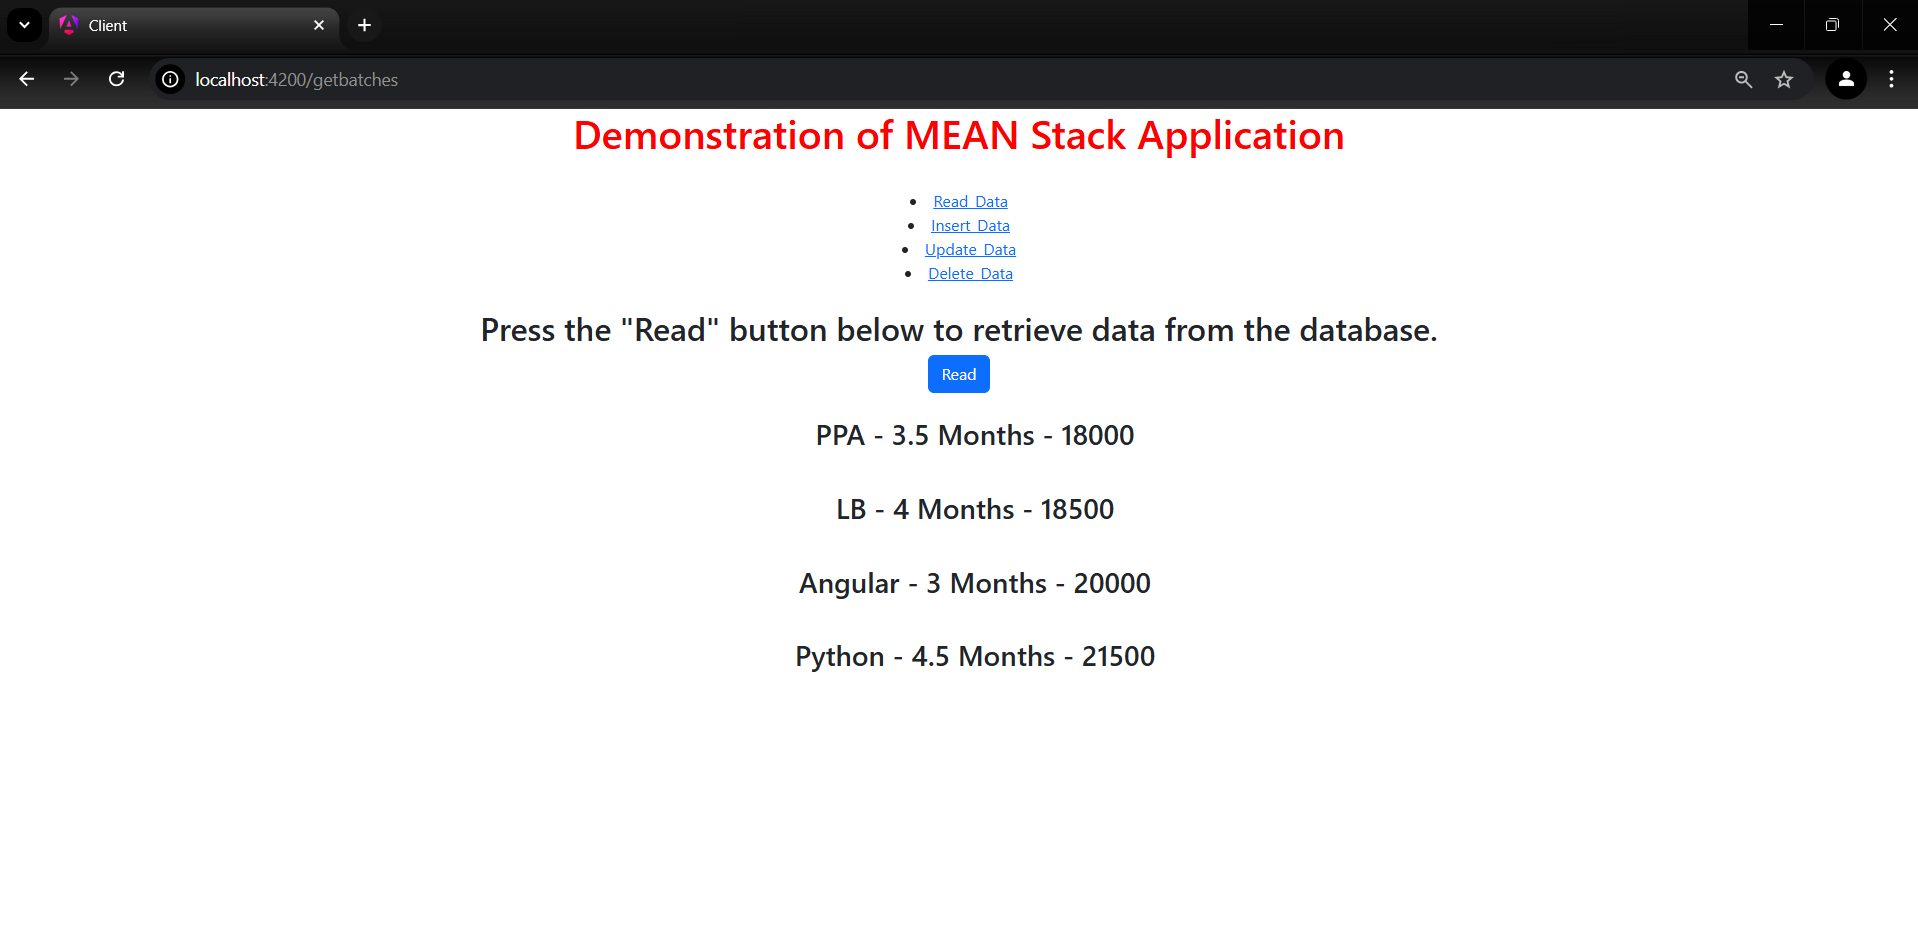 Client
localhost:4200/getbatches
Demonstration of MEAN Stack Application
Read Data
Insert Data
Update Data
Delete Data
Press the "Read" button below to retrieve data from the database.
Read
PPA - 3.5 Months - 18000
LB - 4 Months - 18500
Angular - 3 Months - 20000
Python - 4.5 Months - 21500